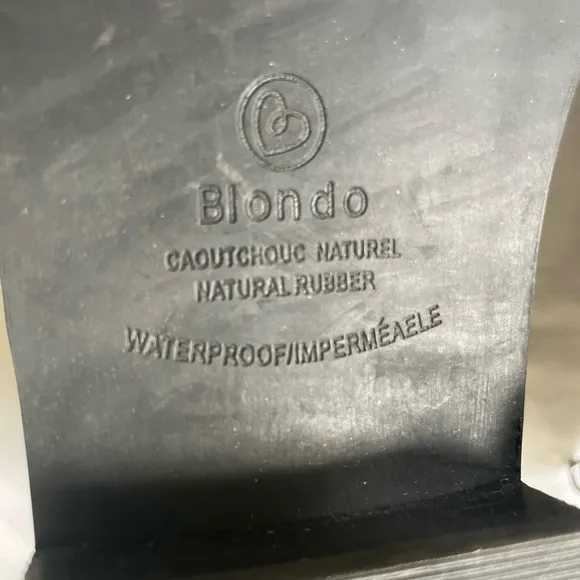 Blondo
CAOUTCHOUC NATUREL
NATURAL RUBBER
WATERPROOF/IMPERMÉAELE